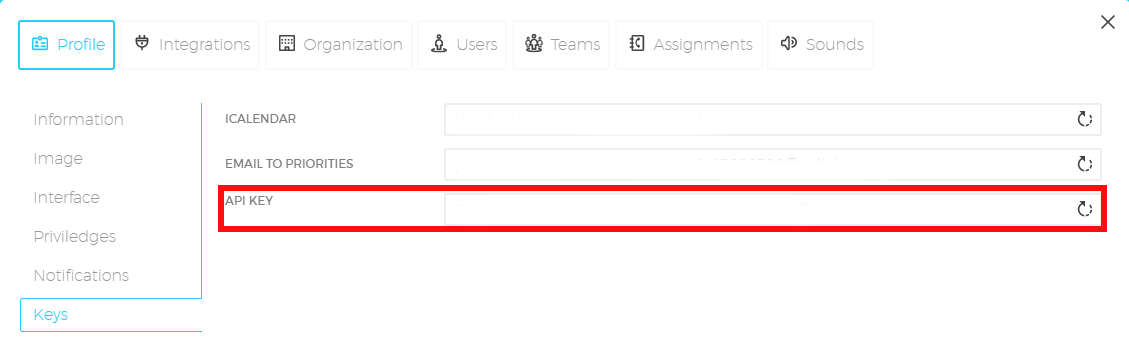 Profile
Integrations
Organization
Users
Teams
Assignments
Sounds
Information
Image
Interface
Priviledges
Notifications
Keys
ICALENDAR
EMAIL TO PRIORITIES
API KEY